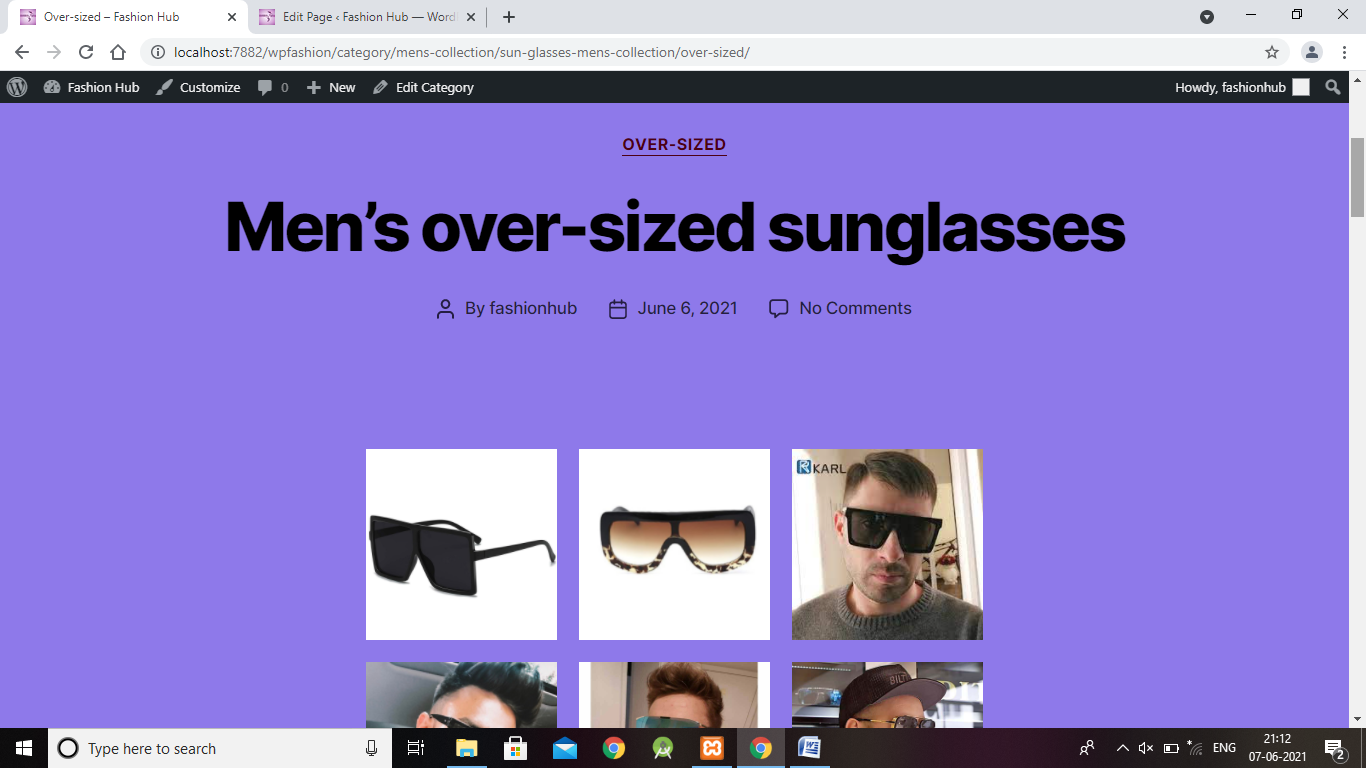 Over-sized – Fashion Hub
Edit Page ‹ Fashion Hub — Word
localhost:7882/wpfashion/category/mens-collection/sun-glasses-mens-collection/over-sized/
Fashion Hub Customize 0 New Edit Category Howdy, fashionhub
OVER-SIZED
Men’s over-sized sunglasses
By fashionhub June 6, 2021 No Comments
KARL
Type here to search
ENG
21:12
07-06-2021
2